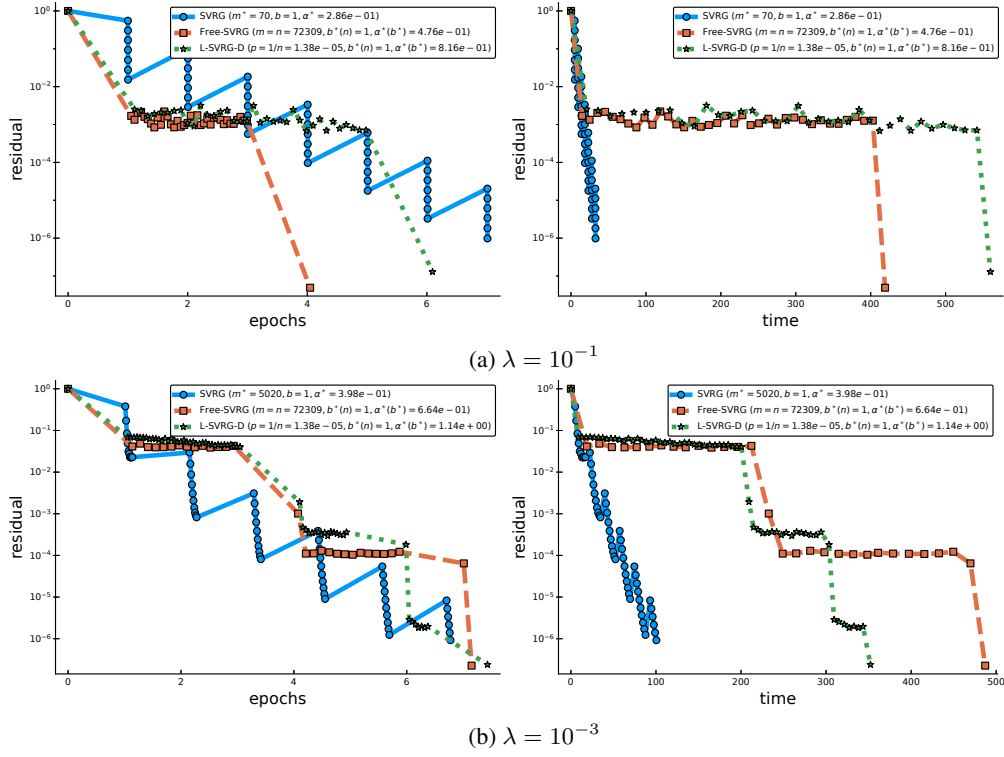 SVRG (m* = 70, b = 1, α* = 2.86e − 01)
Free-SVRG (m = n = 72309, b*(n) = 1, α*(b*) = 4.76e − 01)
L-SVRG-D (p = 1/n = 1.38e − 05, b*(n) = 1, α*(b*) = 8.16e − 01)
residual
10⁰
10⁻²
10⁻⁴
10⁻⁶
0 2 4 6
epochs
SVRG (m* = 70, b = 1, α* = 2.86e − 01)
Free-SVRG (m = n = 72309, b*(n) = 1, α*(b*) = 4.76e − 01)
L-SVRG-D (p = 1/n = 1.38e − 05, b*(n) = 1, α*(b*) = 8.16e − 01)
residual
10⁰
10⁻²
10⁻⁴
10⁻⁶
0 100 200 300 400 500
time
(a) λ = 10⁻¹
SVRG (m* = 5020, b = 1, α* = 3.98e − 01)
Free-SVRG (m = n = 72309, b*(n) = 1, α*(b*) = 6.64e − 01)
L-SVRG-D (p = 1/n = 1.38e − 05, b*(n) = 1, α*(b*) = 1.14e + 00)
residual
10⁰
10⁻¹
10⁻²
10⁻³
10⁻⁴
10⁻⁵
10⁻⁶
0 2 4 6
epochs
SVRG (m* = 5020, b = 1, α* = 3.98e − 01)
Free-SVRG (m = n = 72309, b*(n) = 1, α*(b*) = 6.64e − 01)
L-SVRG-D (p = 1/n = 1.38e − 05, b*(n) = 1, α*(b*) = 1.14e + 00)
residual
10⁰
10⁻¹
10⁻²
10⁻³
10⁻⁴
10⁻⁵
10⁻⁶
0 100 200 300 400 500
time
(b) λ = 10⁻³